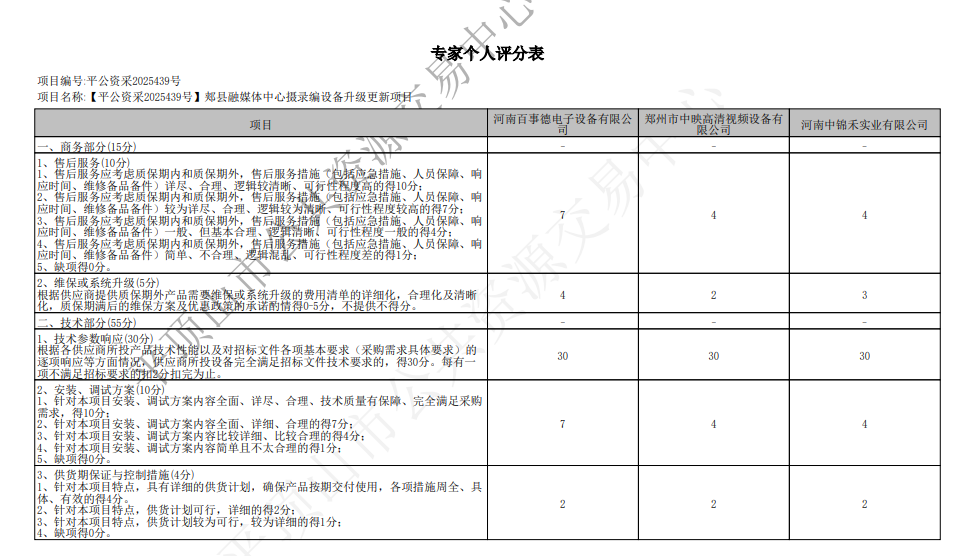 专家个人评分表
项目编号:平公资采2025439号
项目名称:【平公资采2025439号】郏县融媒体中心摄录编设备升级更新项目
项目
河南百事德电子设备有限公
司
郑州市中映高清视频设备有
限公司
河南中锦禾实业有限公司
一、商务部分(15分)
-
-
-
1、售后服务(10分)
1、售后服务应考虑质保期内和质保期外，售后服务措施（包括应急措施、人员保障、响
应时间、维修备品备件）详尽、合理、逻辑较清晰、可行性程度高的得10分；
2、售后服务应考虑质保期内和质保期外，售后服务措施（包括应急措施、人员保障、响
应时间、维修备品备件）较为详尽、合理、逻辑较为清晰、可行性程度较高的得7分；
3、售后服务应考虑质保期内和质保期外，售后服务措施（包括应急措施、人员保障、响
应时间、维修备品备件）一般、但基本合理、逻辑清晰、可行性程度一般的得4分；
4、售后服务应考虑质保期内和质保期外，售后服务措施（包括应急措施、人员保障、响
应时间、维修备品备件）简单、不合理、逻辑混乱、可行性程度差的得1分；
5、缺项得0分。
7
4
4
2、维保或系统升级(5分)
根据供应商提供质保期外产品需要维保或系统升级的费用清单的详细化，合理化及清晰
化，质保期满后的维保方案及优惠政策的承诺酌情得0-5分，不提供不得分。
4
2
3
二、技术部分(55分)
-
-
-
1、技术参数响应(30分)
根据各供应商所投产品技术性能以及对招标文件各项基本要求（采购需求具体要求）的
逐项响应等方面情况，供应商所投设备完全满足招标文件技术要求的，得30分。每有一
项不满足招标要求的扣2分扣完为止。
30
30
30
2、安装、调试方案(10分)
1、针对本项目安装、调试方案内容全面、详尽、合理、技术质量有保障、完全满足采购
需求，得10分；
2、针对本项目安装、调试方案内容全面、详细、合理的得7分；
3、针对本项目安装、调试方案内容比较详细、比较合理的得4分；
4、针对本项目安装、调试方案内容简单且不太合理的得1分；
5、缺项得0分。
7
4
4
3、供货期保证与控制措施(4分)
1、针对本项目特点，具有详细的供货计划，确保产品按期交付使用，各项措施周全、具
体、有效的得4分。
2、针对本项目特点，供货计划可行，详细的得2分；
3、针对本项目特点，供货计划较为可行，较为详细的得1分；
4、缺项得0分。
2
2
2
平顶山市公共资源交易中心
平顶山市公共资源交易中心